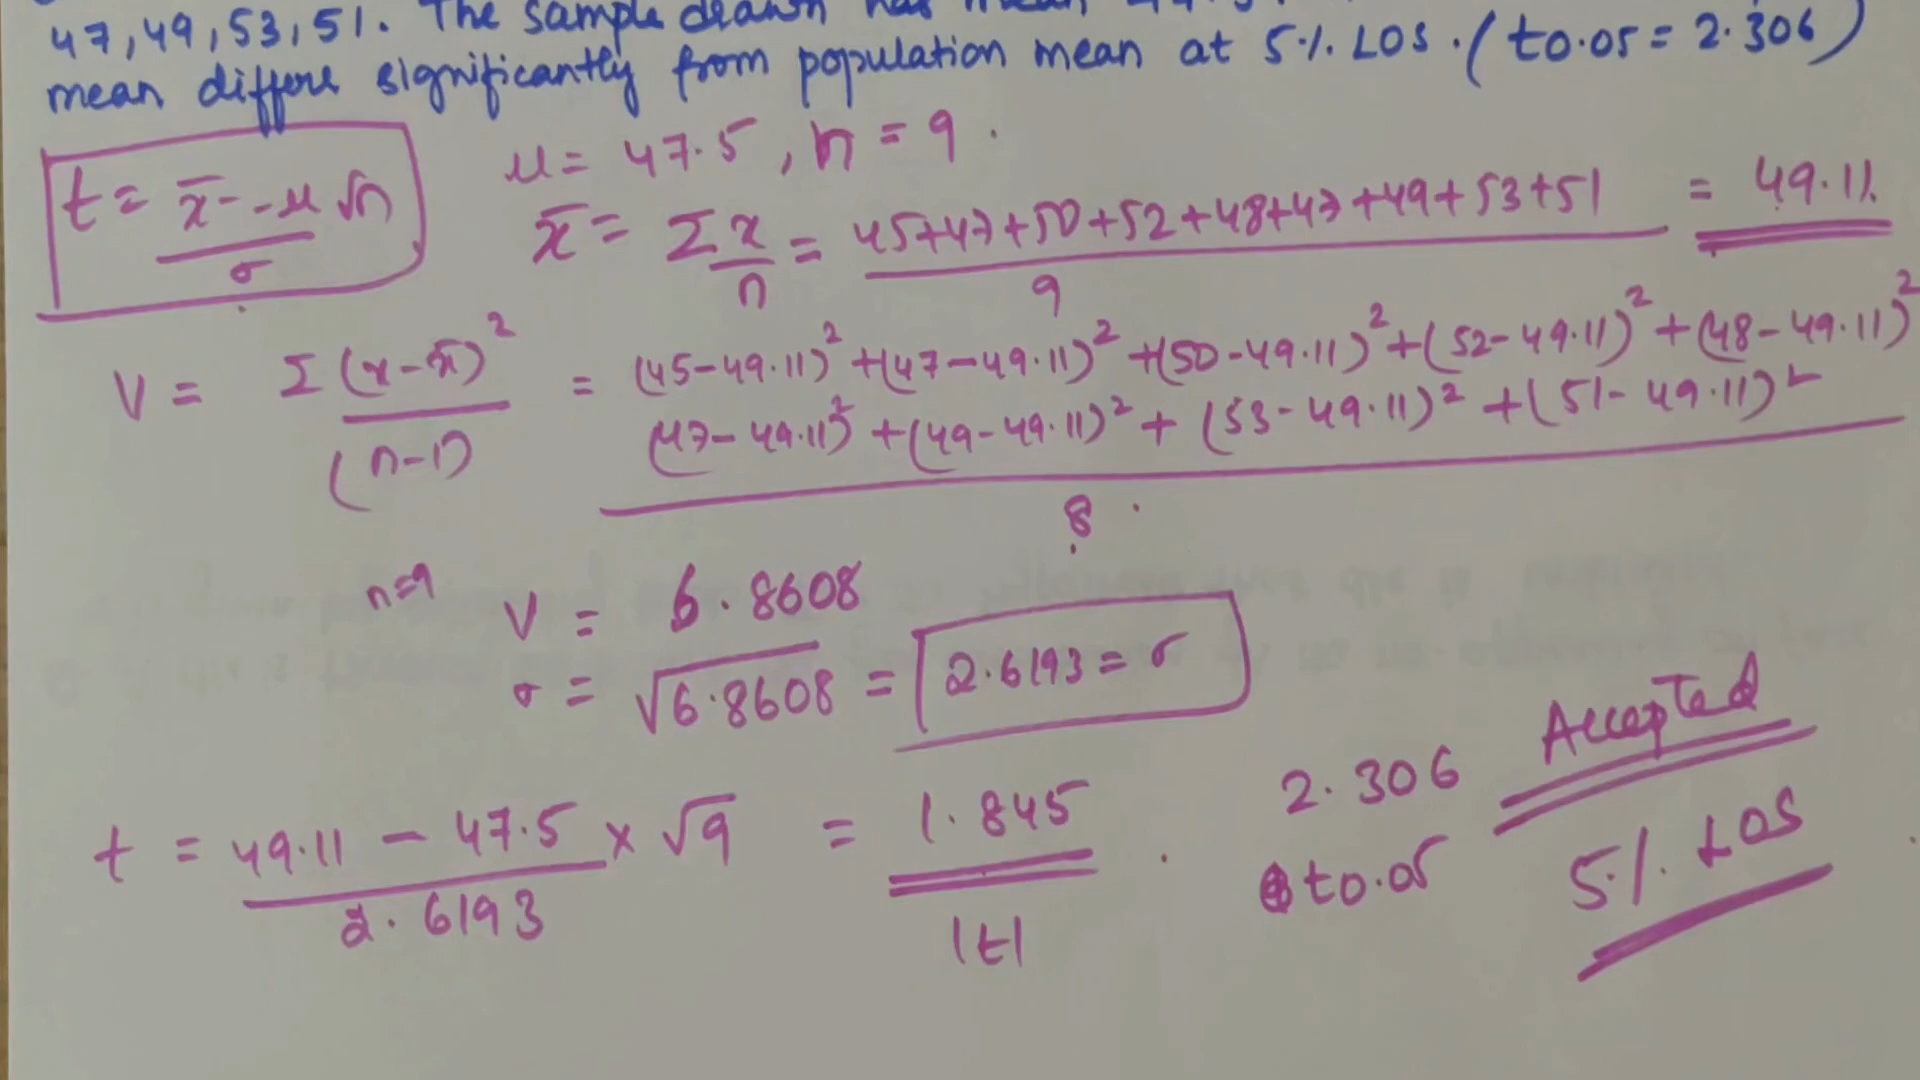 47, 49, 53, 51. The sample drawn has mean
mean differe significantly from population mean at 5%. LOS. (t0.05 = 2.306)
t = x̄ - μ √n / σ
μ = 47.5, n = 9.
x̄ = Σx / n = 45+47+50+52+48+47+49+53+51 / 9 = 49.11
V = Σ(x-x̄)² / (n-1) = (45-49.11)² + (47-49.11)² + (50-49.11)² + (52-49.11)² + (48-49.11)²
(47-49.11)² + (49-49.11)² + (53-49.11)² + (51-49.11)²
8
n=9
V = 6.8608
σ = √6.8608 = 2.6193 = σ
t = 49.11 - 47.5 / 2.6193 × √9 = 1.845
|t|
2.306
t0.05
Accepted
5%. LOS